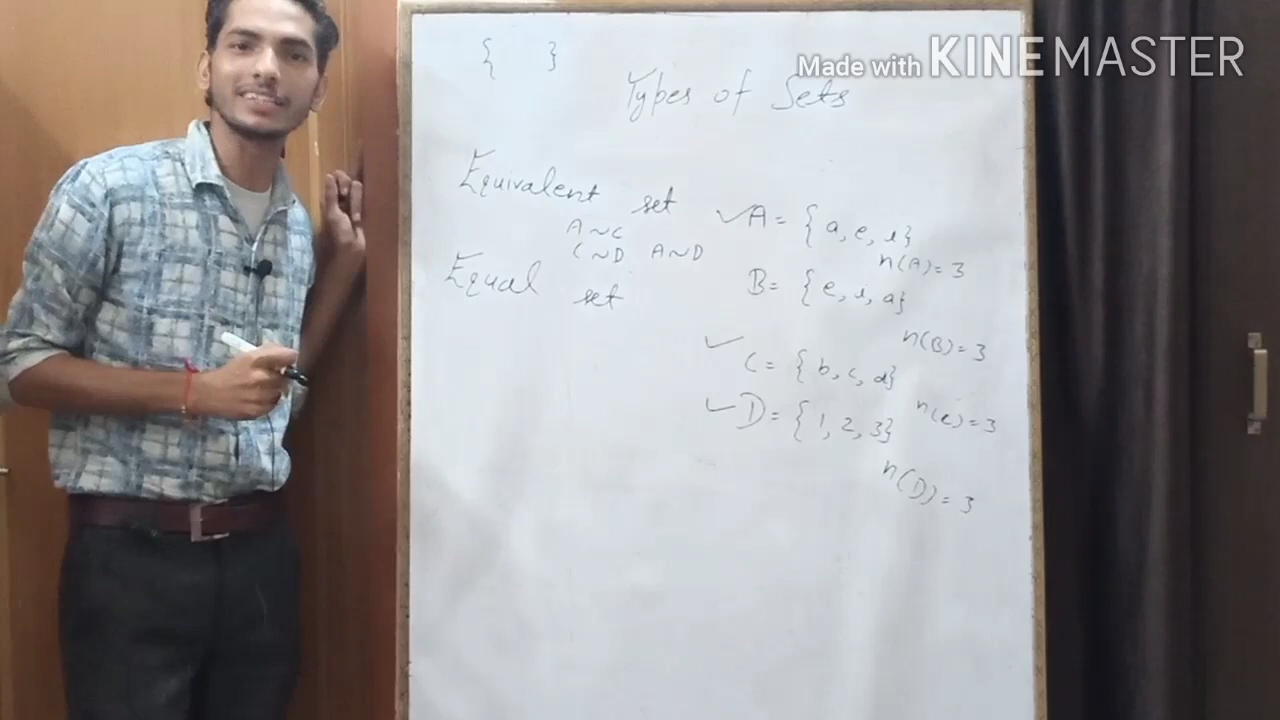 { }
Made with KINEMASTER
Types of Sets
Equivalent set
A ~ C
C ~ D A ~ D
Equal set
✓ A = { a, e, i }
n(A) = 3
B = { e, i, a }
n(B) = 3
✓ C = { b, c, d }
n(c) = 3
✓ D = { 1, 2, 3 }
n(D) = 3